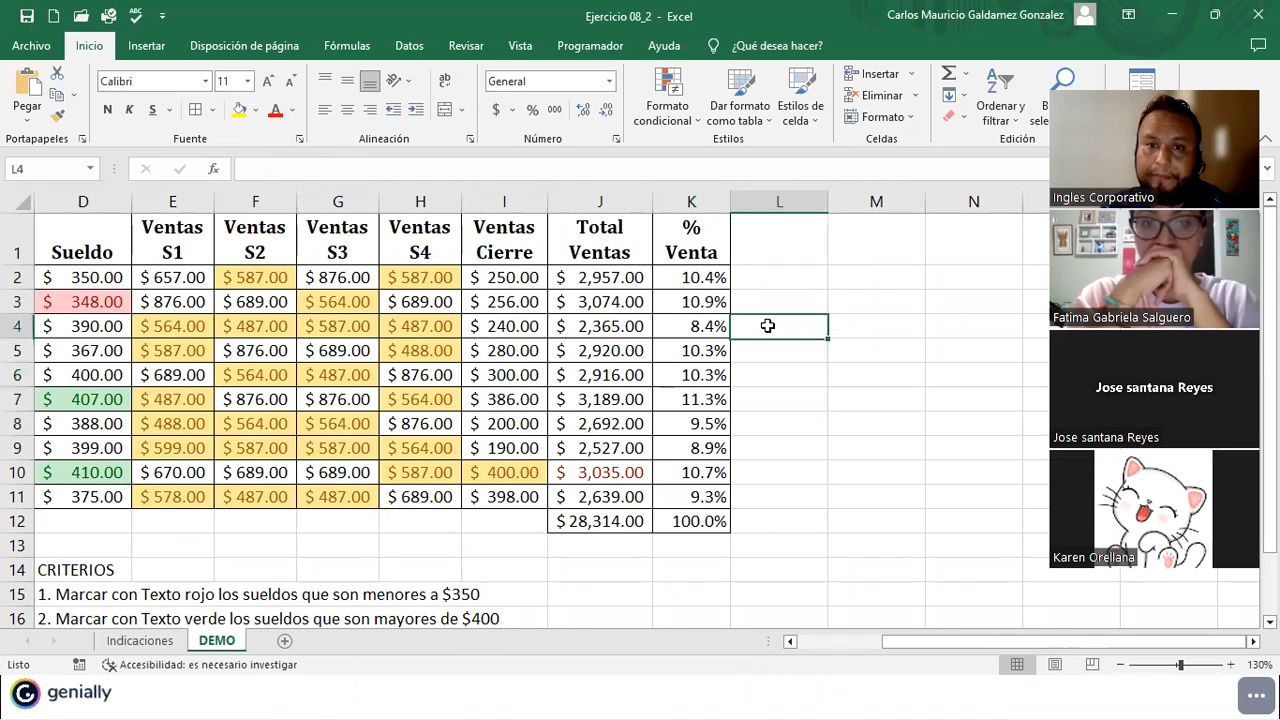 Ejercicio 08_2 - Excel
Carlos Mauricio Galdamez Gonzalez
Archivo Inicio Insertar Disposición de página Fórmulas Datos Revisar Vista Programador Ayuda ¿Qué desea hacer?
Pegar
Calibri 11
N K S
Portapapeles Fuente Alineación
General
$ % 000
Número
Formato condicional
Dar formato como tabla
Estilos de celda
Estilos
Insertar
Eliminar
Formato
Celdas
Ordenar y filtrar
Edición
L4
fx
D E F G H I J K L M N
1 Sueldo Ventas S1 Ventas S2 Ventas S3 Ventas S4 Ventas Cierre Total Ventas % Venta
2 $ 350.00 $ 657.00 $ 587.00 $ 876.00 $ 587.00 $ 250.00 $ 2,957.00 10.4%
3 $ 348.00 $ 876.00 $ 689.00 $ 564.00 $ 689.00 $ 256.00 $ 3,074.00 10.9%
4 $ 390.00 $ 564.00 $ 487.00 $ 587.00 $ 487.00 $ 240.00 $ 2,365.00 8.4%
5 $ 367.00 $ 587.00 $ 876.00 $ 689.00 $ 488.00 $ 280.00 $ 2,920.00 10.3%
6 $ 400.00 $ 689.00 $ 564.00 $ 487.00 $ 876.00 $ 300.00 $ 2,916.00 10.3%
7 $ 407.00 $ 487.00 $ 876.00 $ 876.00 $ 564.00 $ 386.00 $ 3,189.00 11.3%
8 $ 388.00 $ 488.00 $ 564.00 $ 564.00 $ 876.00 $ 200.00 $ 2,692.00 9.5%
9 $ 399.00 $ 599.00 $ 587.00 $ 587.00 $ 564.00 $ 190.00 $ 2,527.00 8.9%
10 $ 410.00 $ 670.00 $ 689.00 $ 689.00 $ 587.00 $ 400.00 $ 3,035.00 10.7%
11 $ 375.00 $ 578.00 $ 487.00 $ 487.00 $ 689.00 $ 398.00 $ 2,639.00 9.3%
12 $ 28,314.00 100.0%
13
14 CRITERIOS
15 1. Marcar con Texto rojo los sueldos que son menores a $350
16 2. Marcar con Texto verde los sueldos que son mayores de $400
Ingles Corporativo
Fatima Gabriela Salguero
Jose santana Reyes
Jose santana Reyes
Karen Orellana
Indicaciones DEMO
Listo Accesibilidad: es necesario investigar 130%
genially